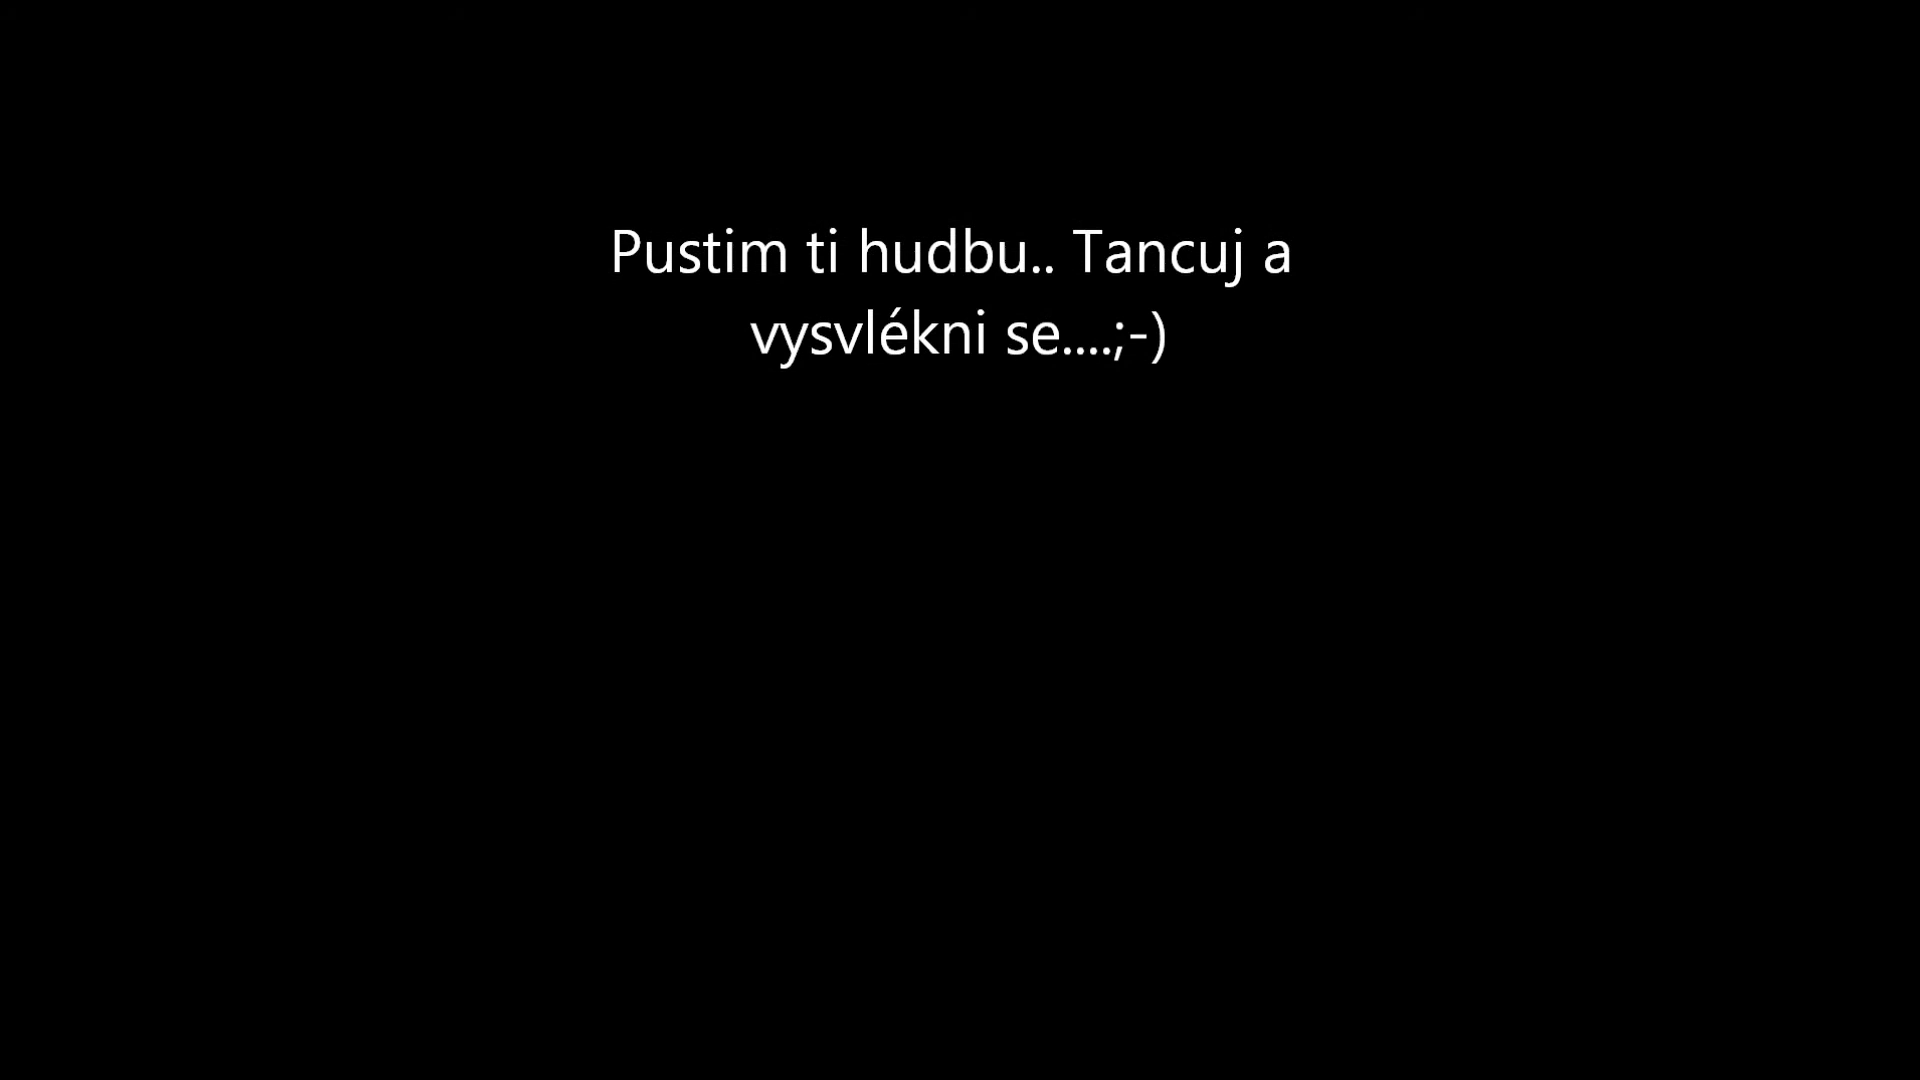 Pustim ti hudbu.. Tancuj a
vysvlékni se....;-)